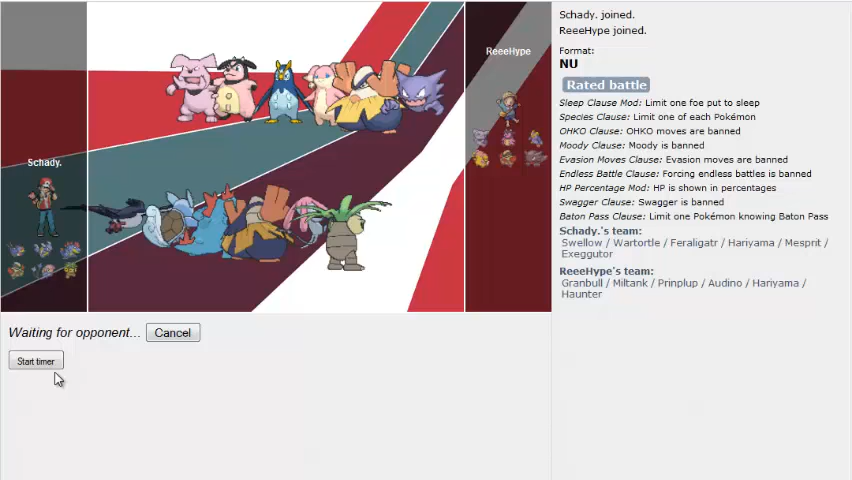 Schady. joined.
ReeeHype joined.
Format:
NU
Rated battle
Sleep Clause Mod: Limit one foe put to sleep
Species Clause: Limit one of each Pokémon
OHKO Clause: OHKO moves are banned
Moody Clause: Moody is banned
Evasion Moves Clause: Evasion moves are banned
Endless Battle Clause: Forcing endless battles is banned
HP Percentage Mod: HP is shown in percentages
Swagger Clause: Swagger is banned
Baton Pass Clause: Limit one Pokémon knowing Baton Pass
Schady.'s team:
Swellow / Wartortle / Feraligatr / Hariyama / Mesprit /
Exeggutor
ReeeHype's team:
Granbull / Miltank / Prinplup / Audino / Hariyama /
Haunter
ReeeHype
Schady.
Waiting for opponent... Cancel
Start timer